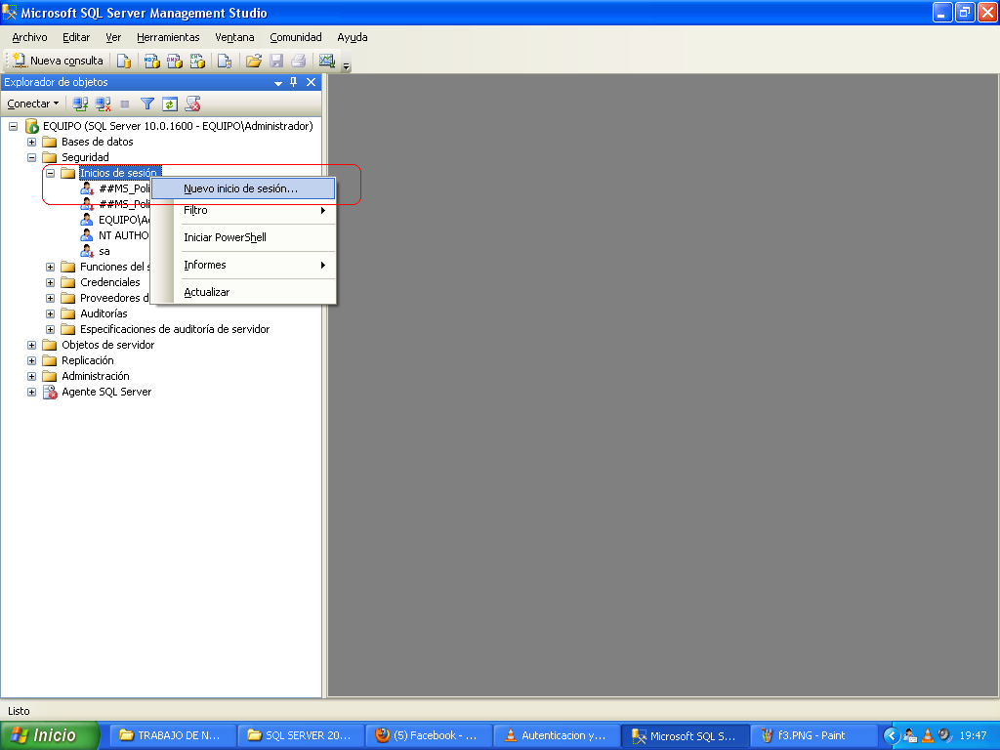 Microsoft SQL Server Management Studio
Archivo Editar Ver Herramientas Ventana Comunidad Ayuda
Nueva consulta
Explorador de objetos
Conectar
EQUIPO (SQL Server 10.0.1600 - EQUIPO\Administrador)
Bases de datos
Seguridad
Inicios de sesión
##MS_Poli
Nuevo inicio de sesión...
##MS_Poli
Filtro
EQUIPO\A
NT AUTHO
Iniciar PowerShell
sa
Funciones del s
Informes
Credenciales
Proveedores d
Actualizar
Auditorías
Especificaciones de auditoría de servidor
Objetos de servidor
Replicación
Administración
Agente SQL Server
Listo
Inicio TRABAJO DE N... SQL SERVER 20... (5) Facebook - ... Autenticacion y... Microsoft SQL S... f3.PNG - Paint 19:47